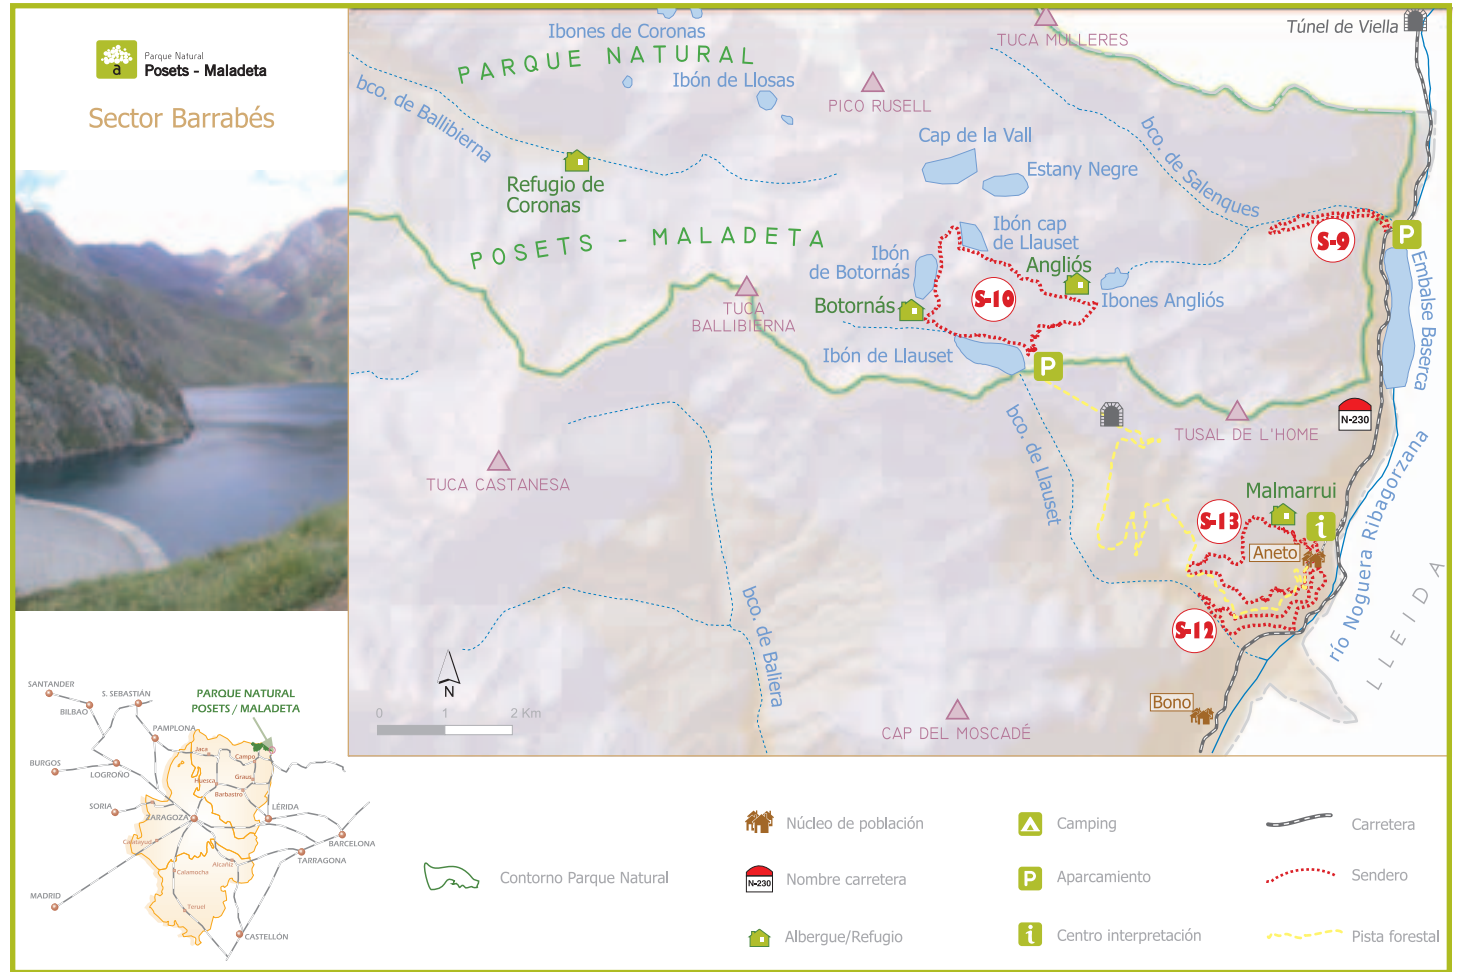 a
Parque Natural
Posets - Maladeta
Sector Barrabés
Ibones de Coronas
TUCA MULLERES
Túnel de Viella
PARQUE NATURAL
Ibón de Llosas
PICO RUSELL
bco. de Ballibierna
Cap de la Vall
bco. de Salenques
Refugio de
Coronas
Estany Negre
POSETS - MALADETA
Ibón cap
de Llauset
S-9
P
Ibón
de Botornás
Angliós
S-10
Ibones Angliós
Embalse Baserca
TUCA
BALLIBIERNA
Botornás
Ibón de Llauset
P
N-230
bco. de Llauset
TUSAL DE L'HOME
TUCA CASTANESA
Malmarrui
S-13
i
Aneto
río Noguera Ribagorzana
LLEIDA
S-12
bco. de Baliera
N
0 1 2 Km
Bono
CAP DEL MOSCADÉ
SANTANDER
S. SEBASTIÁN
BILBAO
PARQUE NATURAL
POSETS / MALADETA
PAMPLONA
Jaca
Campo
BURGOS
LOGROÑO
Huesca
Graus
Barbastro
SORIA
ZARAGOZA
LÉRIDA
Calatayud
BARCELONA
TARRAGONA
Alcañiz
Calamocha
MADRID
Teruel
CASTELLÓN
Contorno Parque Natural
Núcleo de población
N-230
Nombre carretera
Albergue/Refugio
Camping
P
Aparcamiento
i
Centro interpretación
Carretera
Sendero
Pista forestal